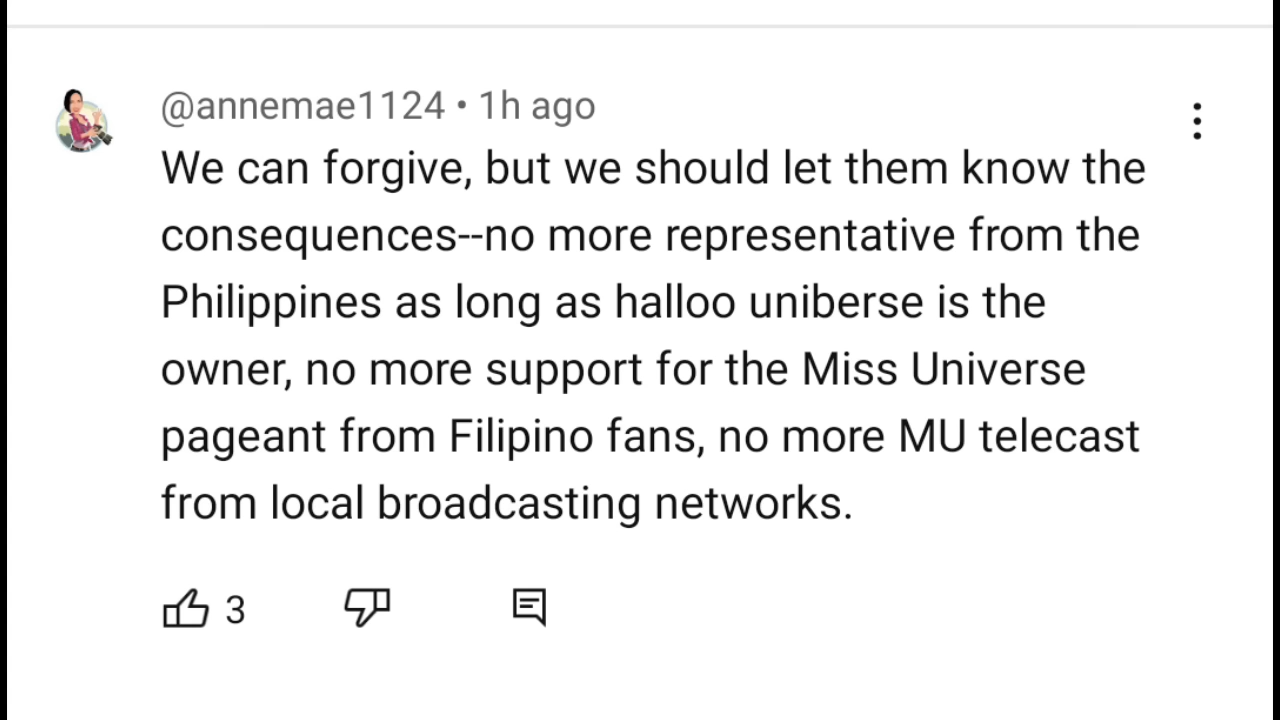 @annemae1124 • 1h ago
We can forgive, but we should let them know the
consequences--no more representative from the
Philippines as long as halloo uniberse is the
owner, no more support for the Miss Universe
pageant from Filipino fans, no more MU telecast
from local broadcasting networks.
3